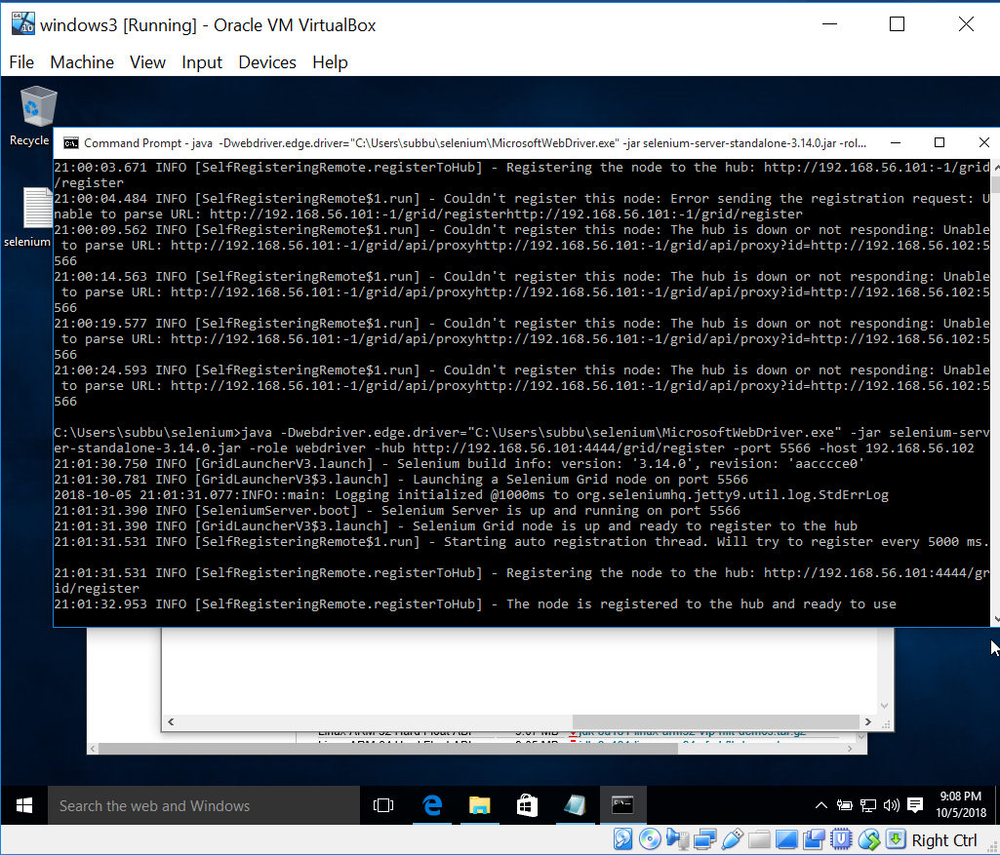 windows3 [Running] - Oracle VM VirtualBox
File Machine View Input Devices Help
Recycle
Command Prompt - java -Dwebdriver.edge.driver="C:\Users\subbu\selenium\MicrosoftWebDriver.exe" -jar selenium-server-standalone-3.14.0.jar -rol...
21:00:03.671 INFO [SelfRegisteringRemote.registerToHub] - Registering the node to the hub: http://192.168.56.101:-1/grid
/register
21:00:04.484 INFO [SelfRegisteringRemote$1.run] - Couldn't register this node: Error sending the registration request: U
nable to parse URL: http://192.168.56.101:-1/grid/registerhttp://192.168.56.101:-1/grid/register
21:00:09.562 INFO [SelfRegisteringRemote$1.run] - Couldn't register this node: The hub is down or not responding: Unable
to parse URL: http://192.168.56.101:-1/grid/api/proxyhttp://192.168.56.101:-1/grid/api/proxy?id=http://192.168.56.102:5
566
21:00:14.563 INFO [SelfRegisteringRemote$1.run] - Couldn't register this node: The hub is down or not responding: Unable
to parse URL: http://192.168.56.101:-1/grid/api/proxyhttp://192.168.56.101:-1/grid/api/proxy?id=http://192.168.56.102:5
566
21:00:19.577 INFO [SelfRegisteringRemote$1.run] - Couldn't register this node: The hub is down or not responding: Unable
to parse URL: http://192.168.56.101:-1/grid/api/proxyhttp://192.168.56.101:-1/grid/api/proxy?id=http://192.168.56.102:5
566
21:00:24.593 INFO [SelfRegisteringRemote$1.run] - Couldn't register this node: The hub is down or not responding: Unable
to parse URL: http://192.168.56.101:-1/grid/api/proxyhttp://192.168.56.101:-1/grid/api/proxy?id=http://192.168.56.102:5
566
selenium
C:\Users\subbu\selenium>java -Dwebdriver.edge.driver="C:\Users\subbu\selenium\MicrosoftWebDriver.exe" -jar selenium-serv
er-standalone-3.14.0.jar -role webdriver -hub http://192.168.56.101:4444/grid/register -port 5566 -host 192.168.56.102
21:01:30.750 INFO [GridLauncherV3.launch] - Selenium build info: version: '3.14.0', revision: 'aacccce0'
21:01:30.781 INFO [GridLauncherV3$3.launch] - Launching a Selenium Grid node on port 5566
2018-10-05 21:01:31.077:INFO::main: Logging initialized @1000ms to org.seleniumhq.jetty9.util.log.StdErrLog
21:01:31.390 INFO [SeleniumServer.boot] - Selenium Server is up and running on port 5566
21:01:31.390 INFO [GridLauncherV3$3.launch] - Selenium Grid node is up and ready to register to the hub
21:01:31.531 INFO [SelfRegisteringRemote$1.run] - Starting auto registration thread. Will try to register every 5000 ms.
21:01:31.531 INFO [SelfRegisteringRemote.registerToHub] - Registering the node to the hub: http://192.168.56.101:4444/gr
id/register
21:01:32.953 INFO [SelfRegisteringRemote.registerToHub] - The node is registered to the hub and ready to use
Search the web and Windows
9:08 PM
10/5/2018
Right Ctrl